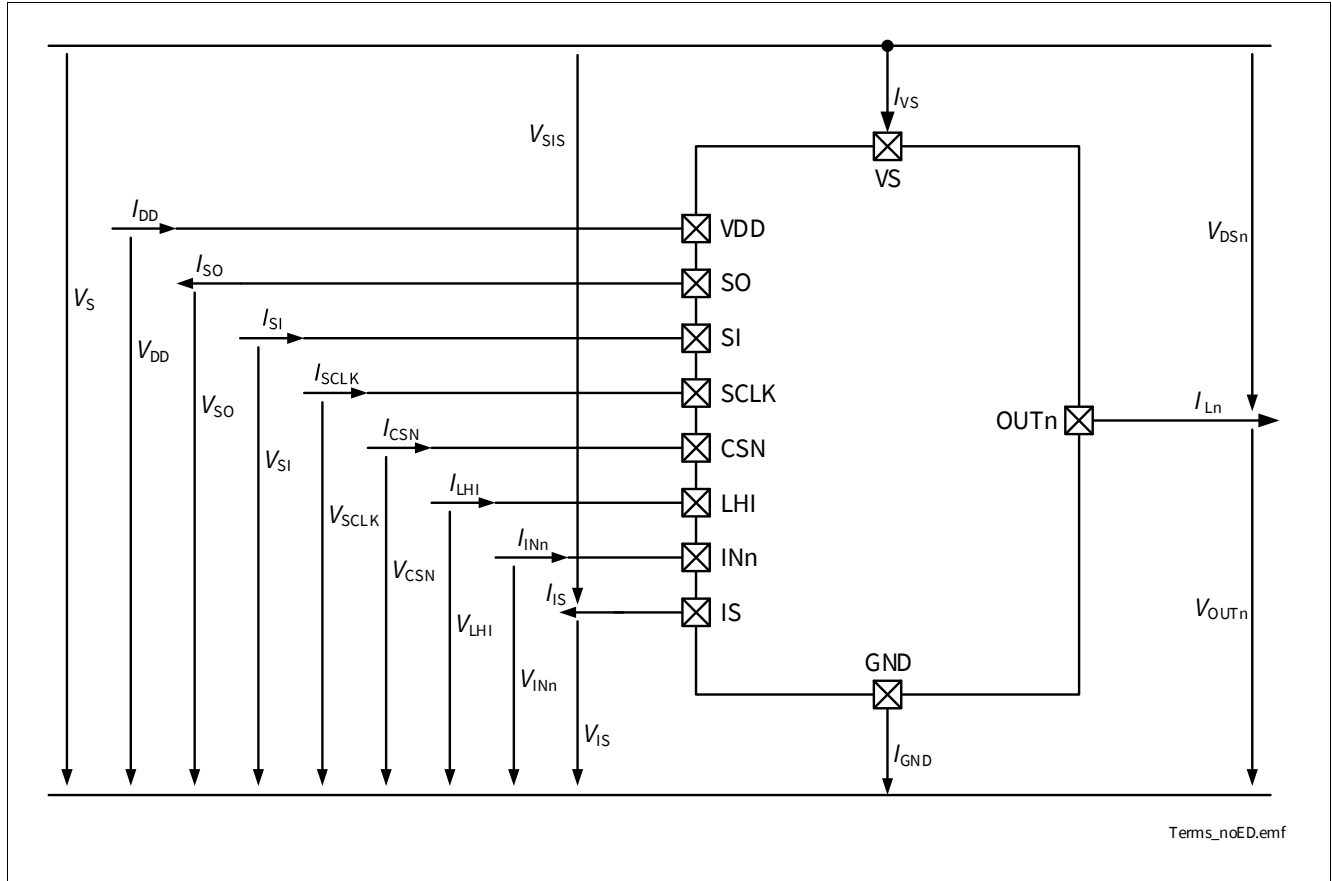 IVS
VSIS
VS
IDD
VDD
VDSn
ISO
SO
VS
ISI
SI
VDD
ISCLK
VSO
SCLK
OUTn
ILn
ICSN
CSN
VSI
ILHI
LHI
VSCLK
IINn
INn
VCSN
IIS
IS
VOUTn
VLHI
GND
VINn
VIS
IGND
Terms_noED.emf